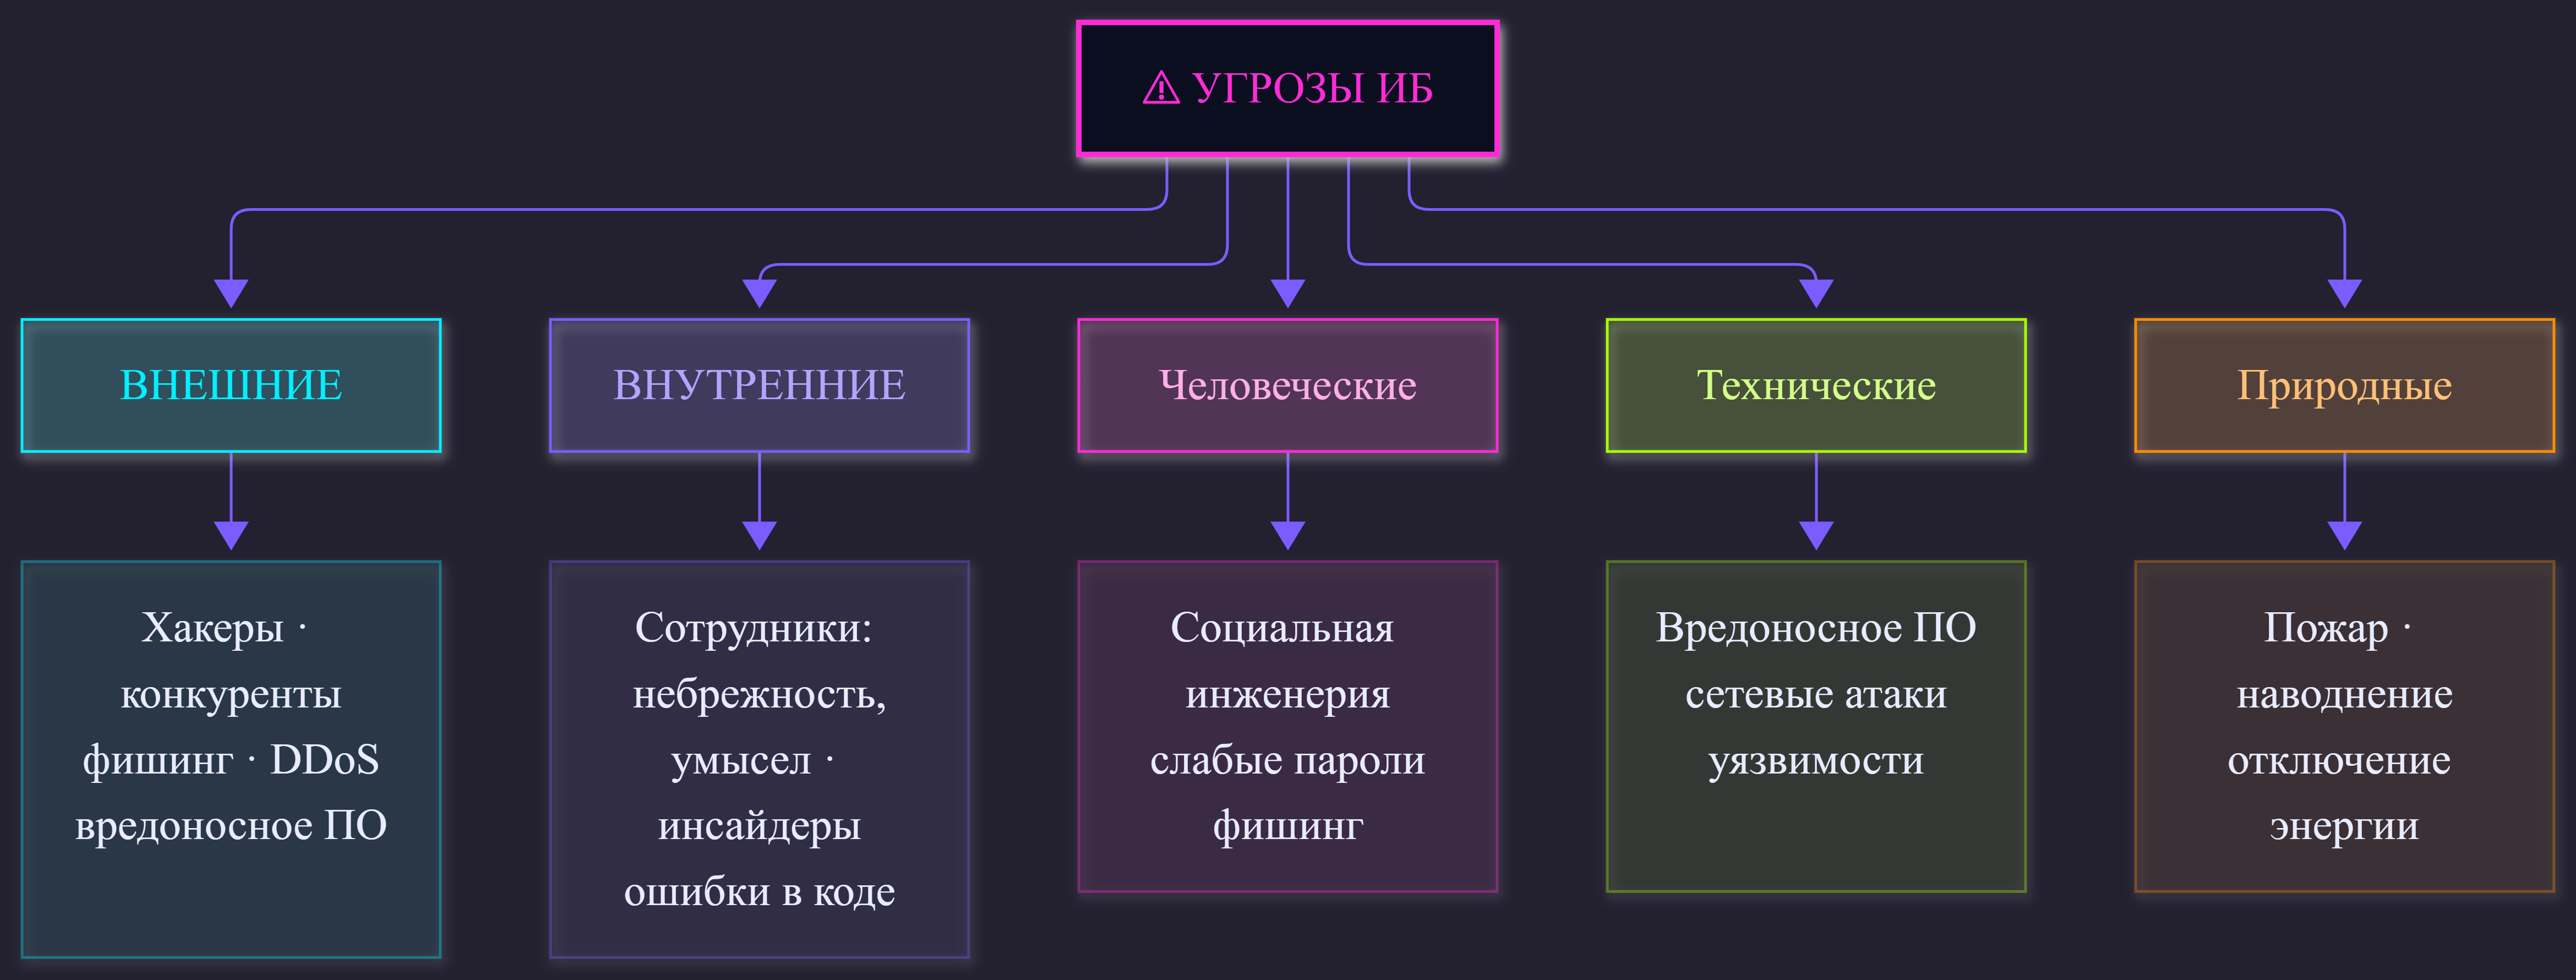 ⚠ УГРОЗЫ ИБ
ВНЕШНИЕ
ВНУТРЕННИЕ
Человеческие
Технические
Природные
Хакеры ·
конкуренты
фишинг · DDoS
вредоносное ПО
Сотрудники:
небрежность,
умысел ·
инсайдеры
ошибки в коде
Социальная
инженерия
слабые пароли
фишинг
Вредоносное ПО
сетевые атаки
уязвимости
Пожар ·
наводнение
отключение
энергии